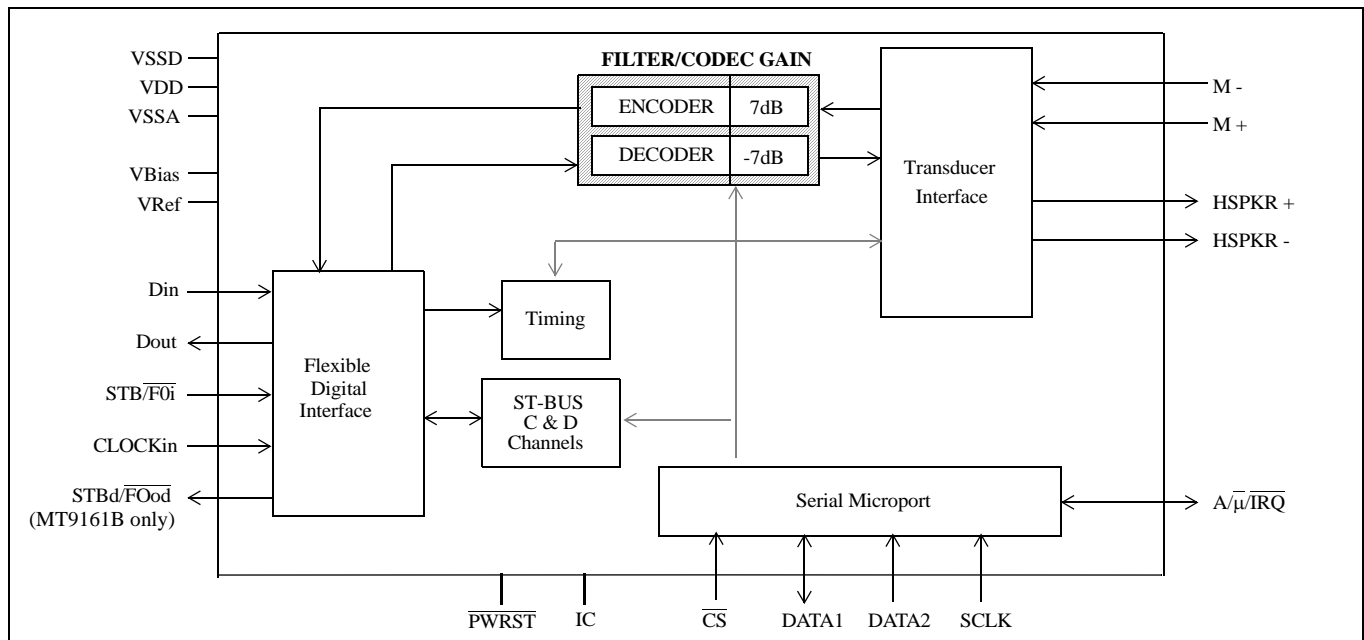 VSSD
VDD
VSSA
VBias
VRef
Din
Dout
STB/F0i
CLOCKin
STBd/FOod
(MT9161B only)
FILTER/CODEC GAIN
ENCODER 7dB
DECODER -7dB
Transducer
Interface
M -
M +
HSPKR +
HSPKR -
Timing
Flexible
Digital
Interface
ST-BUS
C & D
Channels
Serial Microport
A/μ/IRQ
PWRST
IC
CS
DATA1
DATA2
SCLK